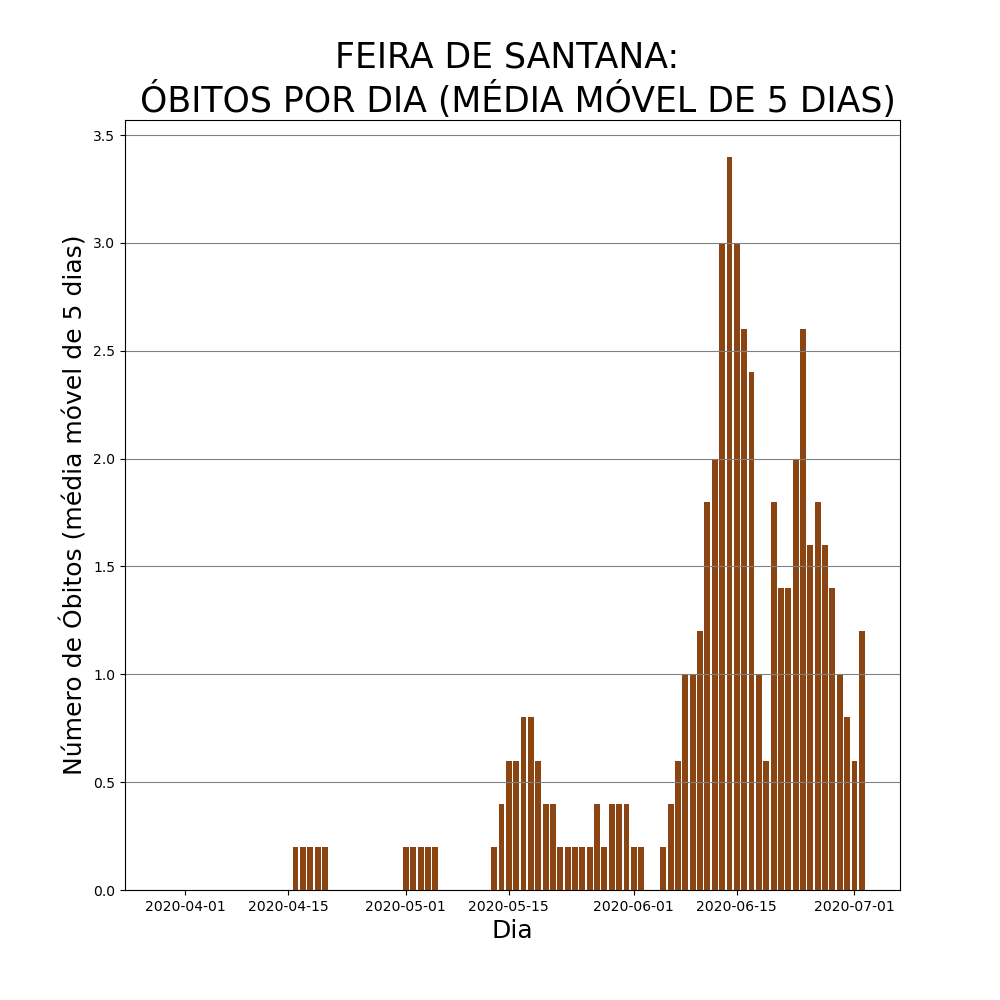 FEIRA DE SANTANA:
ÓBITOS POR DIA (MÉDIA MÓVEL DE 5 DIAS)
Número de Óbitos (média móvel de 5 dias)
3.5
3.0
2.5
2.0
1.5
1.0
0.5
0.0
2020-04-01 2020-04-15 2020-05-01 2020-05-15 2020-06-01 2020-06-15 2020-07-01
Dia